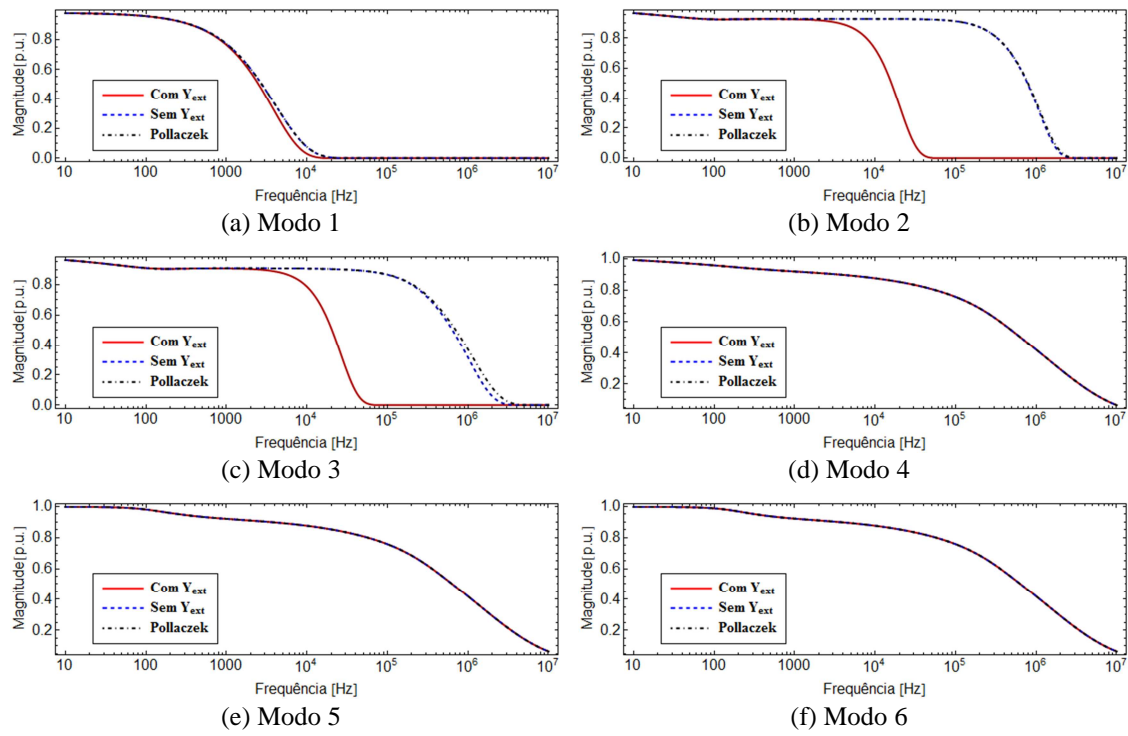 Magnitude[p.u.]
0.8
0.6
0.4
0.2
0.0
Com Yext
Sem Yext
Pollaczek
10 100 1000 10⁴ 10⁵ 10⁶ 10⁷
Frequência [Hz]
(a) Modo 1
Magnitude[p.u.]
0.8
0.6
0.4
0.2
0.0
Com Yext
Sem Yext
Pollaczek
10 100 1000 10⁴ 10⁵ 10⁶ 10⁷
Frequência [Hz]
(b) Modo 2
Magnitude[p.u.]
0.8
0.6
0.4
0.2
0.0
Com Yext
Sem Yext
Pollaczek
10 100 1000 10⁴ 10⁵ 10⁶ 10⁷
Frequência [Hz]
(c) Modo 3
Magnitude[p.u.]
1.0
0.8
0.6
0.4
0.2
Com Yext
Sem Yext
Pollaczek
10 100 1000 10⁴ 10⁵ 10⁶ 10⁷
Frequência [Hz]
(d) Modo 4
Magnitude[p.u.]
1.0
0.8
0.6
0.4
0.2
Com Yext
Sem Yext
Pollaczek
10 100 1000 10⁴ 10⁵ 10⁶ 10⁷
Frequência [Hz]
(e) Modo 5
Magnitude[p.u.]
1.0
0.8
0.6
0.4
0.2
Com Yext
Sem Yext
Pollaczek
10 100 1000 10⁴ 10⁵ 10⁶ 10⁷
Frequência [Hz]
(f) Modo 6